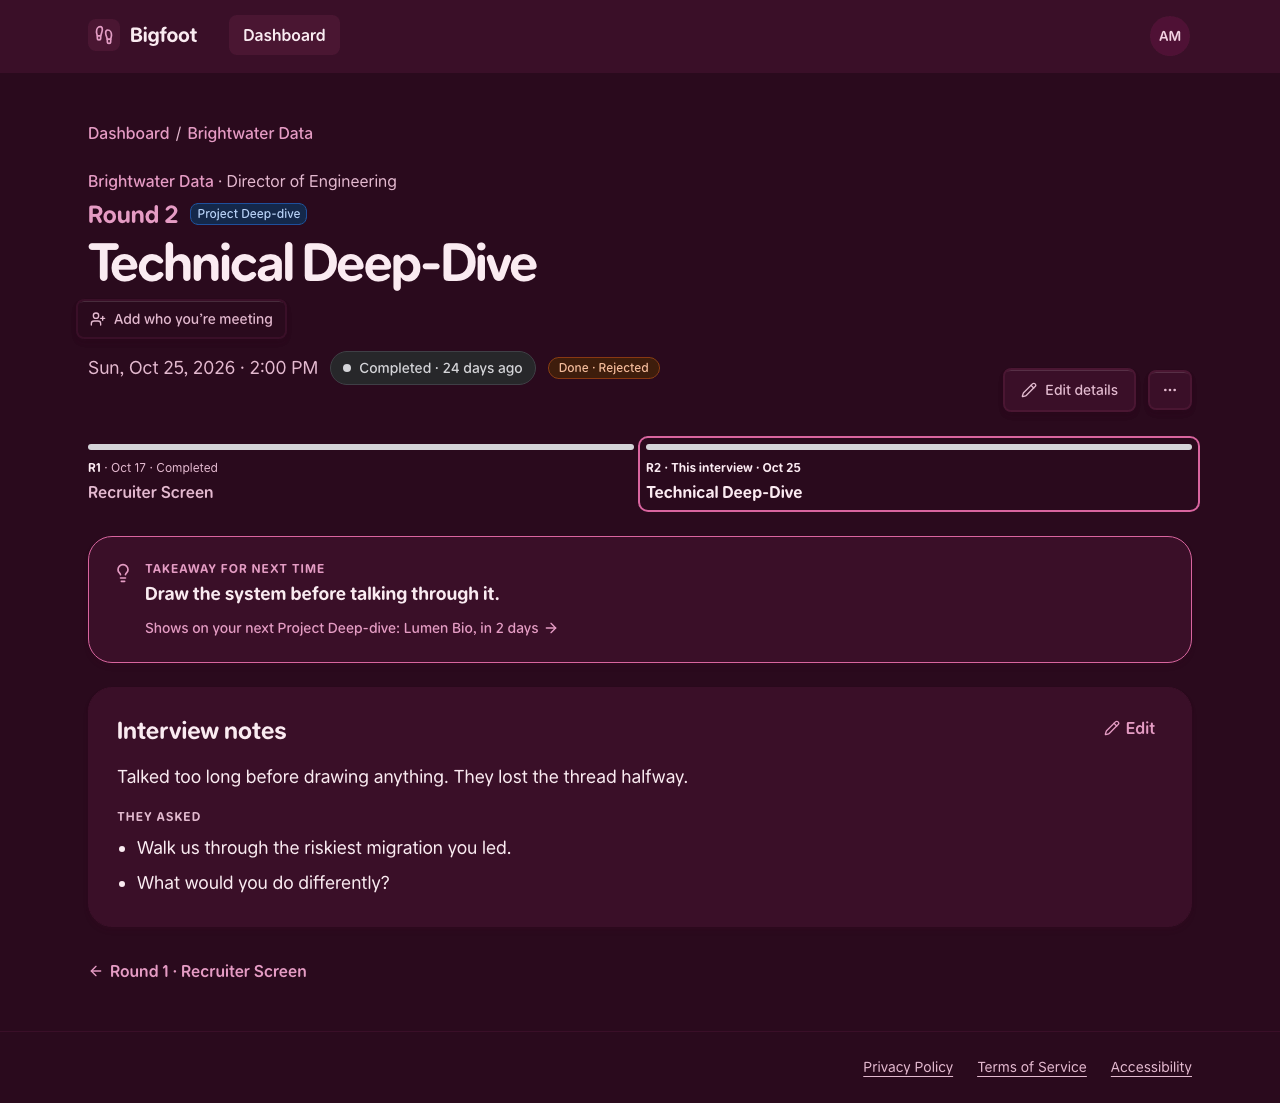 Bigfoot
Dashboard
AM
Dashboard / Brightwater Data
Brightwater Data · Director of Engineering
Round 2 Project Deep-dive
Technical Deep-Dive
Add who you’re meeting
Sun, Oct 25, 2026 · 2:00 PM Completed · 24 days ago Done · Rejected
Edit details
R1 · Oct 17 · Completed
Recruiter Screen
R2 · This interview · Oct 25
Technical Deep-Dive
TAKEAWAY FOR NEXT TIME
Draw the system before talking through it.
Shows on your next Project Deep-dive: Lumen Bio, in 2 days →
Interview notes
Edit
Talked too long before drawing anything. They lost the thread halfway.
THEY ASKED
• Walk us through the riskiest migration you led.
• What would you do differently?
← Round 1 · Recruiter Screen
Privacy Policy Terms of Service Accessibility